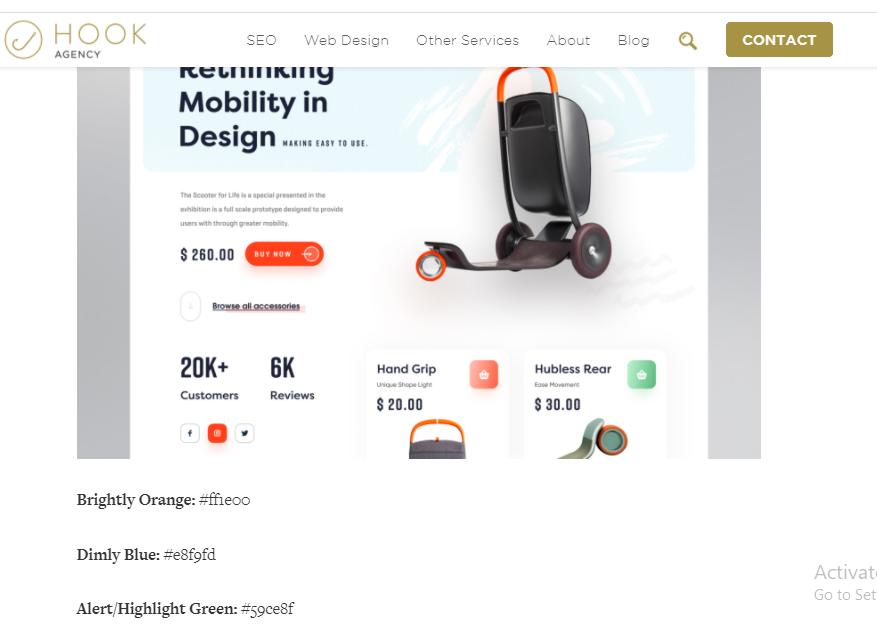 HOOK
AGENCY
SEO Web Design Other Services About Blog CONTACT
Rethinking
Mobility in
Design MAKING EASY TO USE.
The Scooter for Life is a special presented in the
exhibition is a full scale prototype designed to provide
users with through greater mobility.
$ 260.00 BUY NOW
Browse all accessories
20K+ 6K
Customers Reviews
Hand Grip
Unique Shape Light
$ 20.00
Hubless Rear
Ease Movement
$ 30.00
Brightly Orange: #ff1e00
Dimly Blue: #e8f9fd
Alert/Highlight Green: #59ce8f
Activat
Go to Set